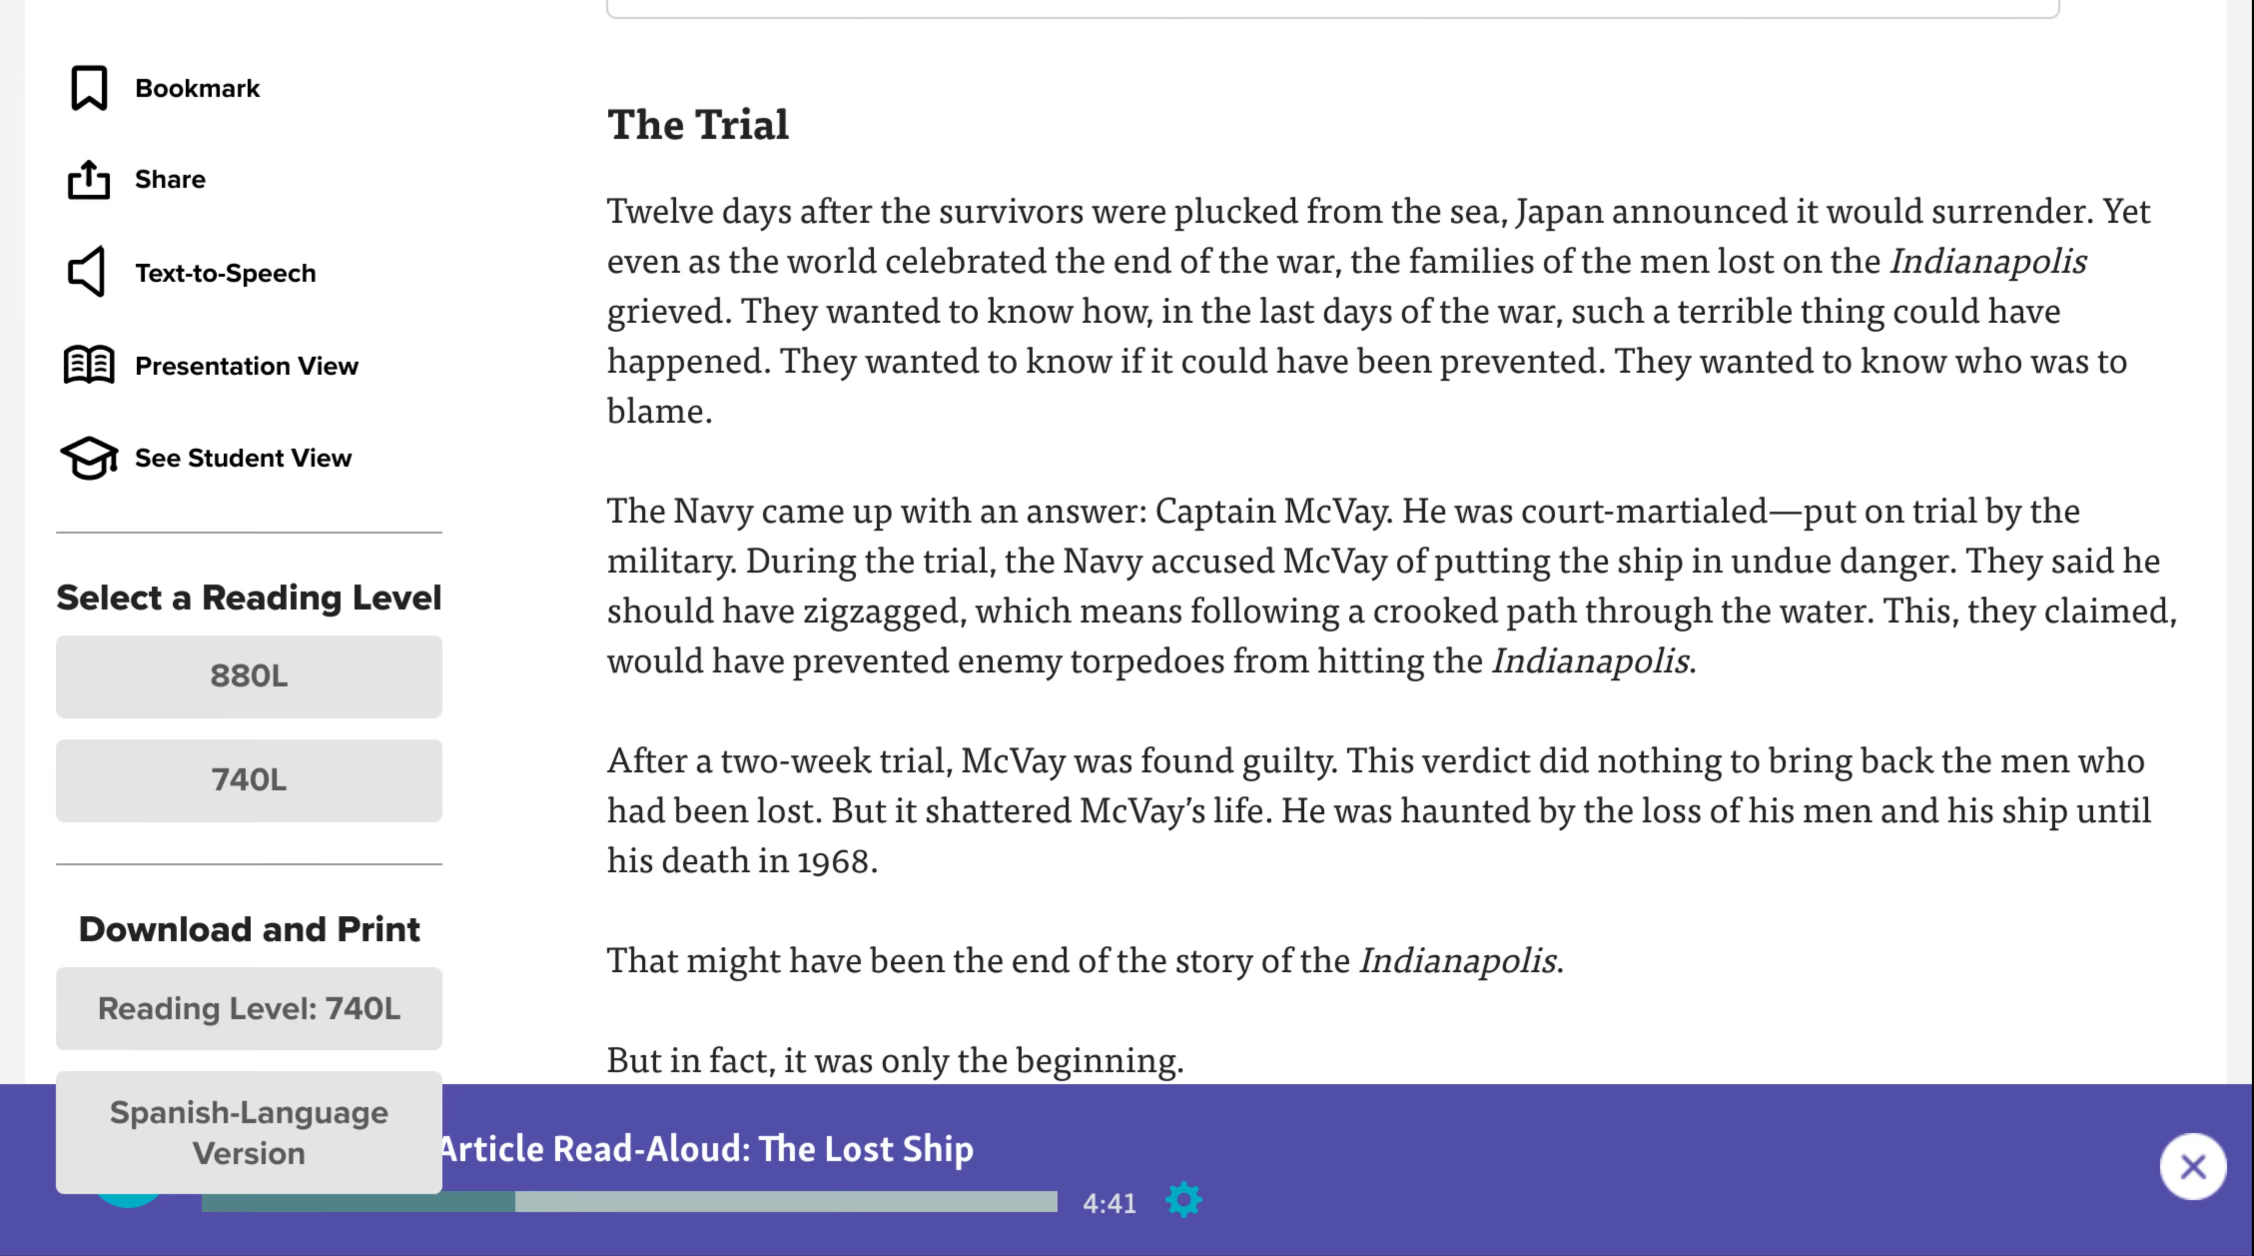 Bookmark
Share
Text-to-Speech
Presentation View
See Student View
Select a Reading Level
880L
740L
Download and Print
Reading Level: 740L
Spanish-Language
Version
The Trial
Twelve days after the survivors were plucked from the sea, Japan announced it would surrender. Yet
even as the world celebrated the end of the war, the families of the men lost on the Indianapolis
grieved. They wanted to know how, in the last days of the war, such a terrible thing could have
happened. They wanted to know if it could have been prevented. They wanted to know who was to
blame.
The Navy came up with an answer: Captain McVay. He was court-martialed—put on trial by the
military. During the trial, the Navy accused McVay of putting the ship in undue danger. They said he
should have zigzagged, which means following a crooked path through the water. This, they claimed,
would have prevented enemy torpedoes from hitting the Indianapolis.
After a two-week trial, McVay was found guilty. This verdict did nothing to bring back the men who
had been lost. But it shattered McVay’s life. He was haunted by the loss of his men and his ship until
his death in 1968.
That might have been the end of the story of the Indianapolis.
But in fact, it was only the beginning.
Article Read-Aloud: The Lost Ship
4:41